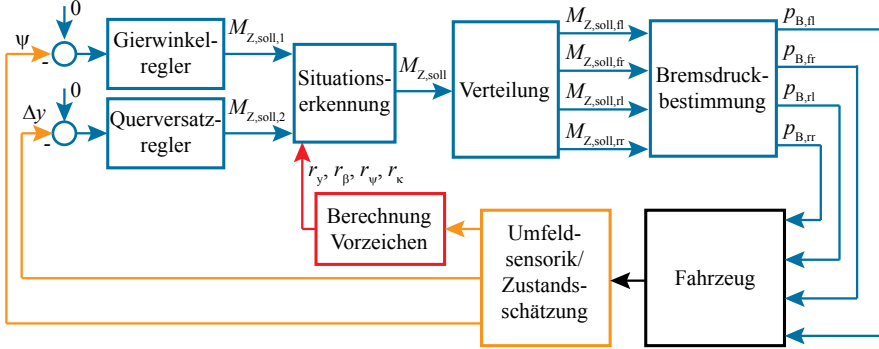 0
ψ
-
Gierwinkel-
regler
M_Z,soll,1
Δy
0
-
Querversatz-
regler
M_Z,soll,2
Situations-
erkennung
M_Z,soll
Verteilung
M_Z,soll,fl
M_Z,soll,fr
M_Z,soll,rl
M_Z,soll,rr
Bremsdruck-
bestimmung
p_B,fl
p_B,fr
p_B,rl
p_B,rr
r_y, r_β, r_ψ, r_κ
Berechnung
Vorzeichen
Umfeld-
sensorik/
Zustands-
schätzung
Fahrzeug